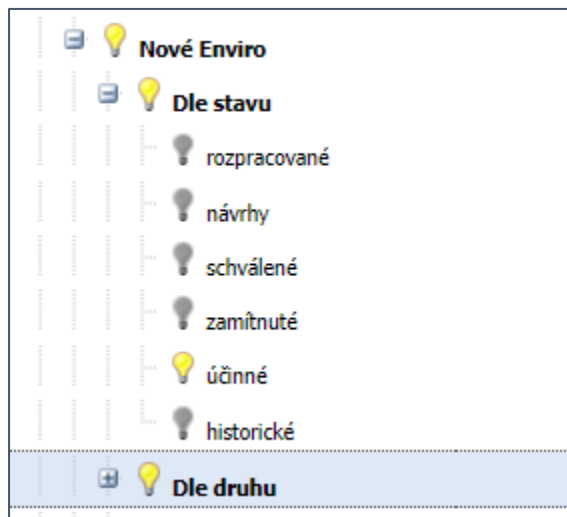 Nové Enviro
Dle stavu
rozpracované
návrhy
schválené
zamítnuté
účinné
historické
Dle druhu